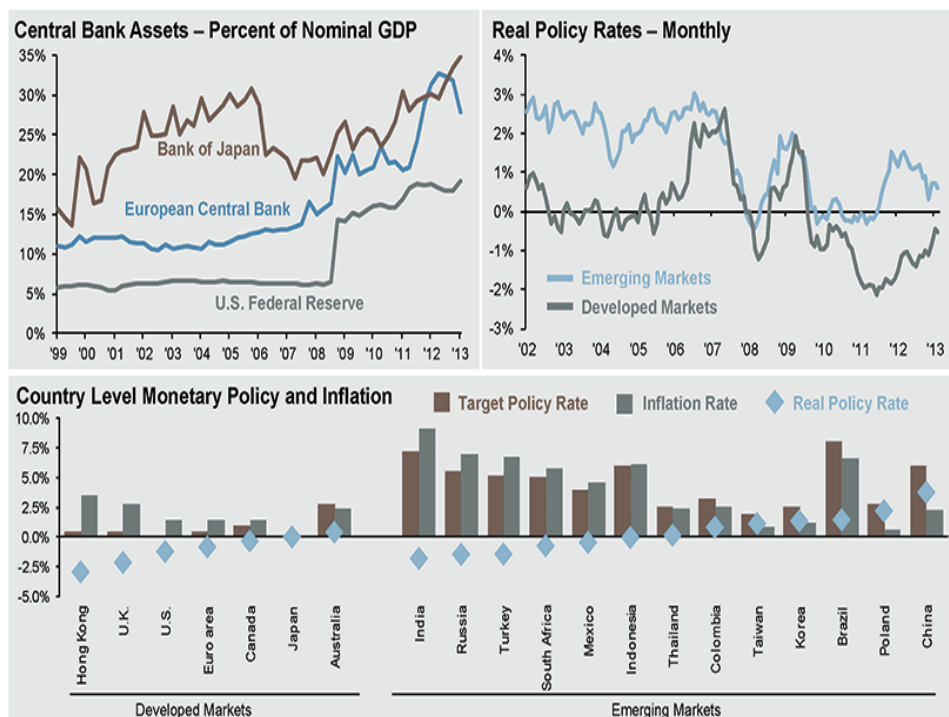 Central Bank Assets – Percent of Nominal GDP
35%
30%
25%
20%
15%
10%
5%
0%
Bank of Japan
European Central Bank
U.S. Federal Reserve
'99 '00 '01 '02 '03 '04 '05 '06 '07 '08 '09 '10 '11 '12 '13
Real Policy Rates – Monthly
4%
3%
2%
1%
0%
-1%
-2%
-3%
Emerging Markets
Developed Markets
'02 '03 '04 '05 '06 '07 '08 '09 '10 '11 '12 '13
Country Level Monetary Policy and Inflation
Target Policy Rate Inflation Rate Real Policy Rate
10.0%
7.5%
5.0%
2.5%
0.0%
-2.5%
-5.0%
Hong Kong
U.K.
U.S.
Euro area
Canada
Japan
Australia
India
Russia
Turkey
South Africa
Mexico
Indonesia
Thailand
Colombia
Taiwan
Korea
Brazil
Poland
China
Developed Markets
Emerging Markets